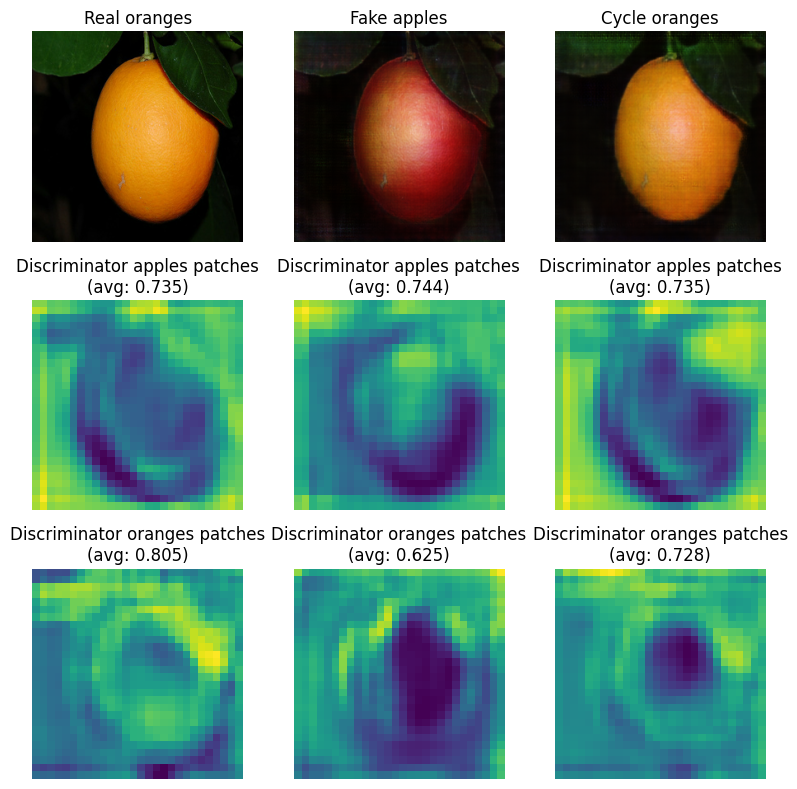 Real oranges
Fake apples
Cycle oranges
Discriminator apples patches
(avg: 0.735)
Discriminator apples patches
(avg: 0.744)
Discriminator apples patches
(avg: 0.735)
Discriminator oranges patches
(avg: 0.805)
Discriminator oranges patches
(avg: 0.625)
Discriminator oranges patches
(avg: 0.728)